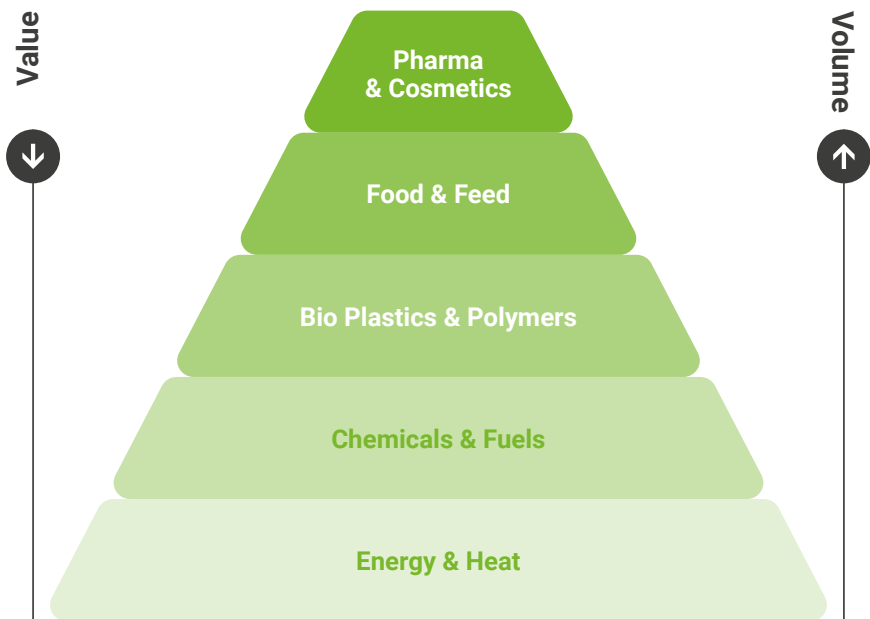 Value
Volume
Pharma
& Cosmetics
Food & Feed
Bio Plastics & Polymers
Chemicals & Fuels
Energy & Heat